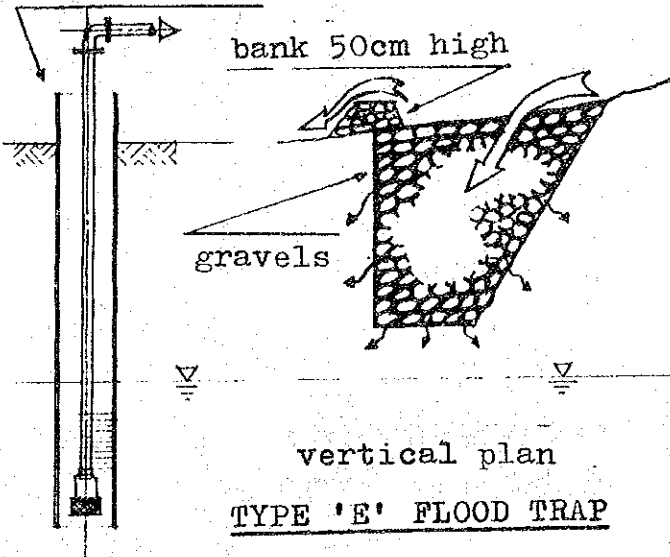 bank 50cm high
gravels
vertical plan
TYPE 'E' FLOOD TRAP